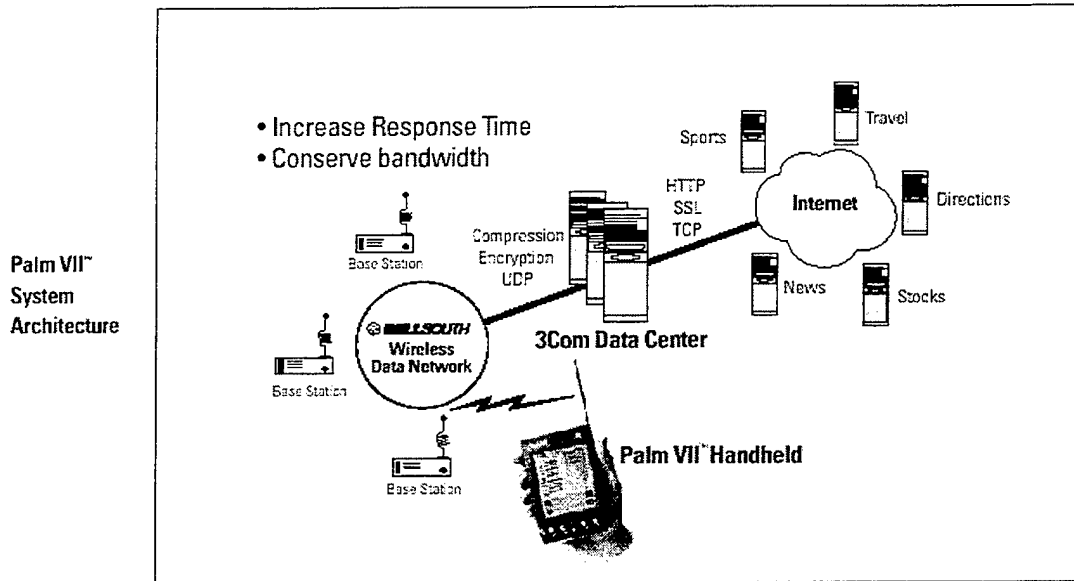 Palm VII™
System
Architecture
• Increase Response Time
• Conserve bandwidth
Base Station
Base Station
Base Station
BELLSOUTH
Wireless
Data Network
Compression
Encryption
UDP
3Com Data Center
HTTP
SSL
TCP
Internet
Sports
Travel
Directions
News
Stocks
Palm VII™ Handheld